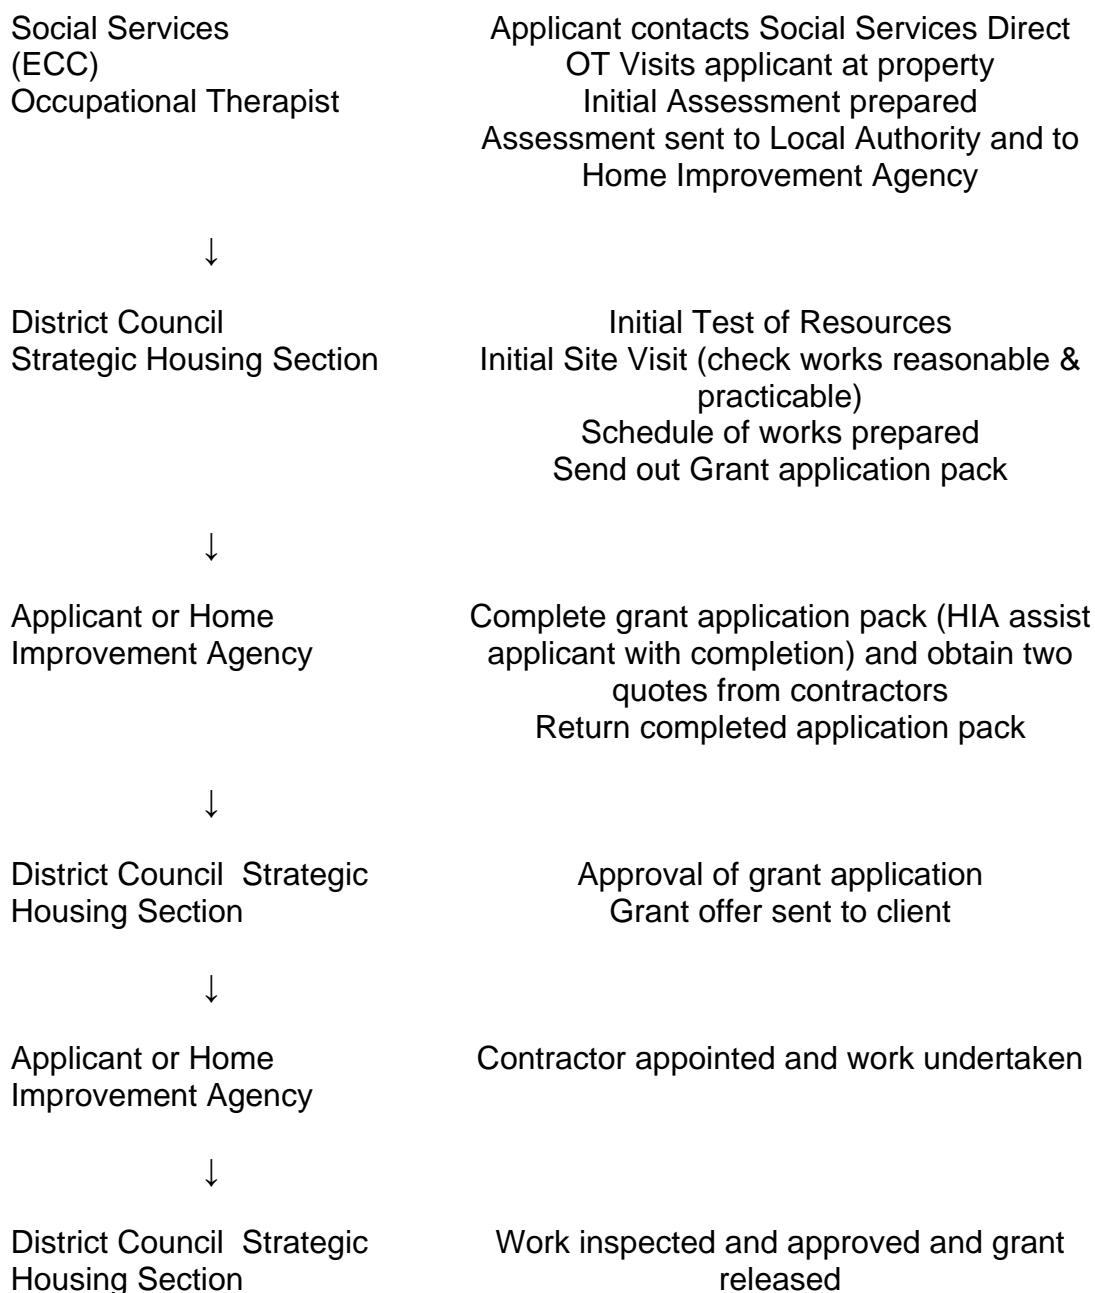 Social Services
(ECC)
Occupational Therapist
Applicant contacts Social Services Direct
OT Visits applicant at property
Initial Assessment prepared
Assessment sent to Local Authority and to
Home Improvement Agency
↓
District Council
Strategic Housing Section
Initial Test of Resources
Initial Site Visit (check works reasonable &
practicable)
Schedule of works prepared
Send out Grant application pack
↓
Applicant or Home
Improvement Agency
Complete grant application pack (HIA assist
applicant with completion) and obtain two
quotes from contractors
Return completed application pack
↓
District Council  Strategic
Housing Section
Approval of grant application
Grant offer sent to client
↓
Applicant or Home
Improvement Agency
Contractor appointed and work undertaken
↓
District Council  Strategic
Housing Section
Work inspected and approved and grant
released